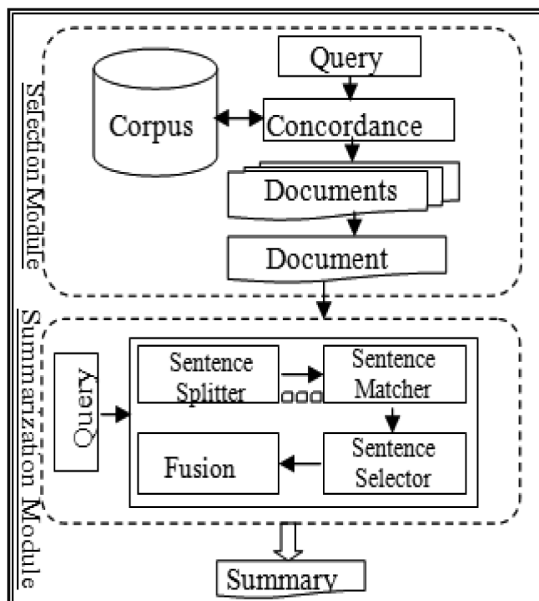 Selection Module
Query
Corpus
Concordance
Documents
Document
Summarization Module
Query
Sentence
Splitter
Sentence
Matcher
Fusion
Sentence
Selector
Summary